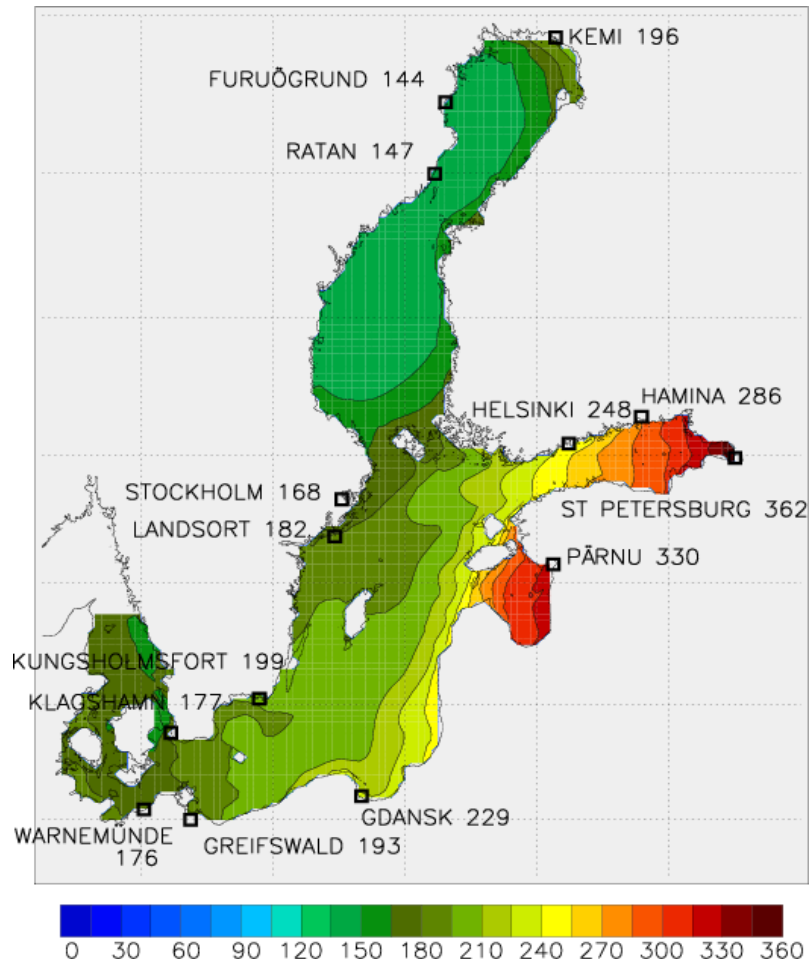 KEMI 196
FURUÖGRUND 144
RATAN 147
HAMINA 286
HELSINKI 248
STOCKHOLM 168
ST PETERSBURG 362
LANDSORT 182
PÄRNU 330
KUNGSHOLMSFORT 199
KLAGSHAMN 177
GDANSK 229
WARNEMÜNDE
176
GREIFSWALD 193
0 30 60 90 120 150 180 210 240 270 300 330 360